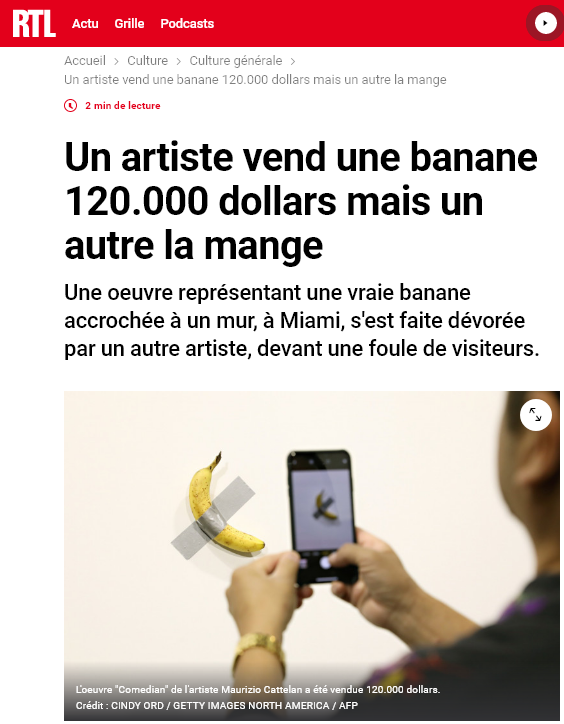 RTL Actu Grille Podcasts
Accueil > Culture > Culture générale >
Un artiste vend une banane 120.000 dollars mais un autre la mange
2 min de lecture
Un artiste vend une banane
120.000 dollars mais un
autre la mange
Une oeuvre représentant une vraie banane
accrochée à un mur, à Miami, s'est faite dévorée
par un autre artiste, devant une foule de visiteurs.
L'oeuvre "Comedian" de l'artiste Maurizio Cattelan a été vendue 120.000 dollars.
Crédit : CINDY ORD / GETTY IMAGES NORTH AMERICA / AFP